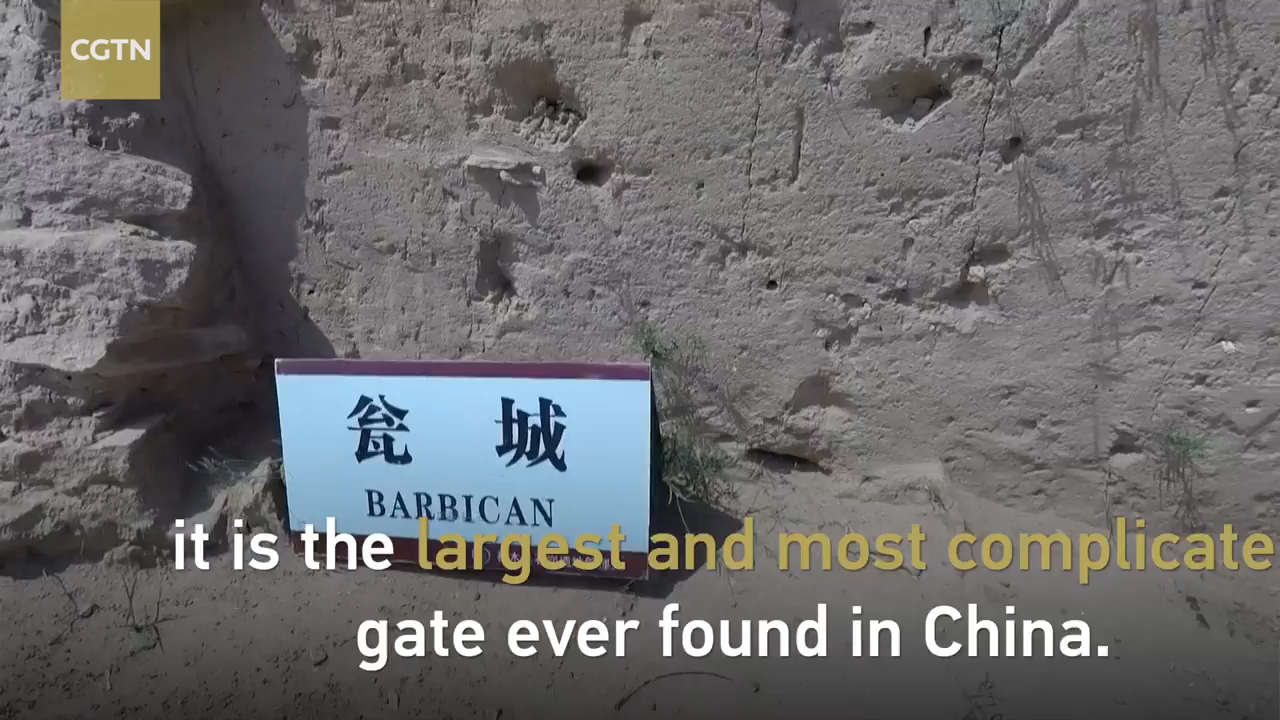 CGTN
瓮 城
BARBICAN
it is the largest and most complicate
gate ever found in China.